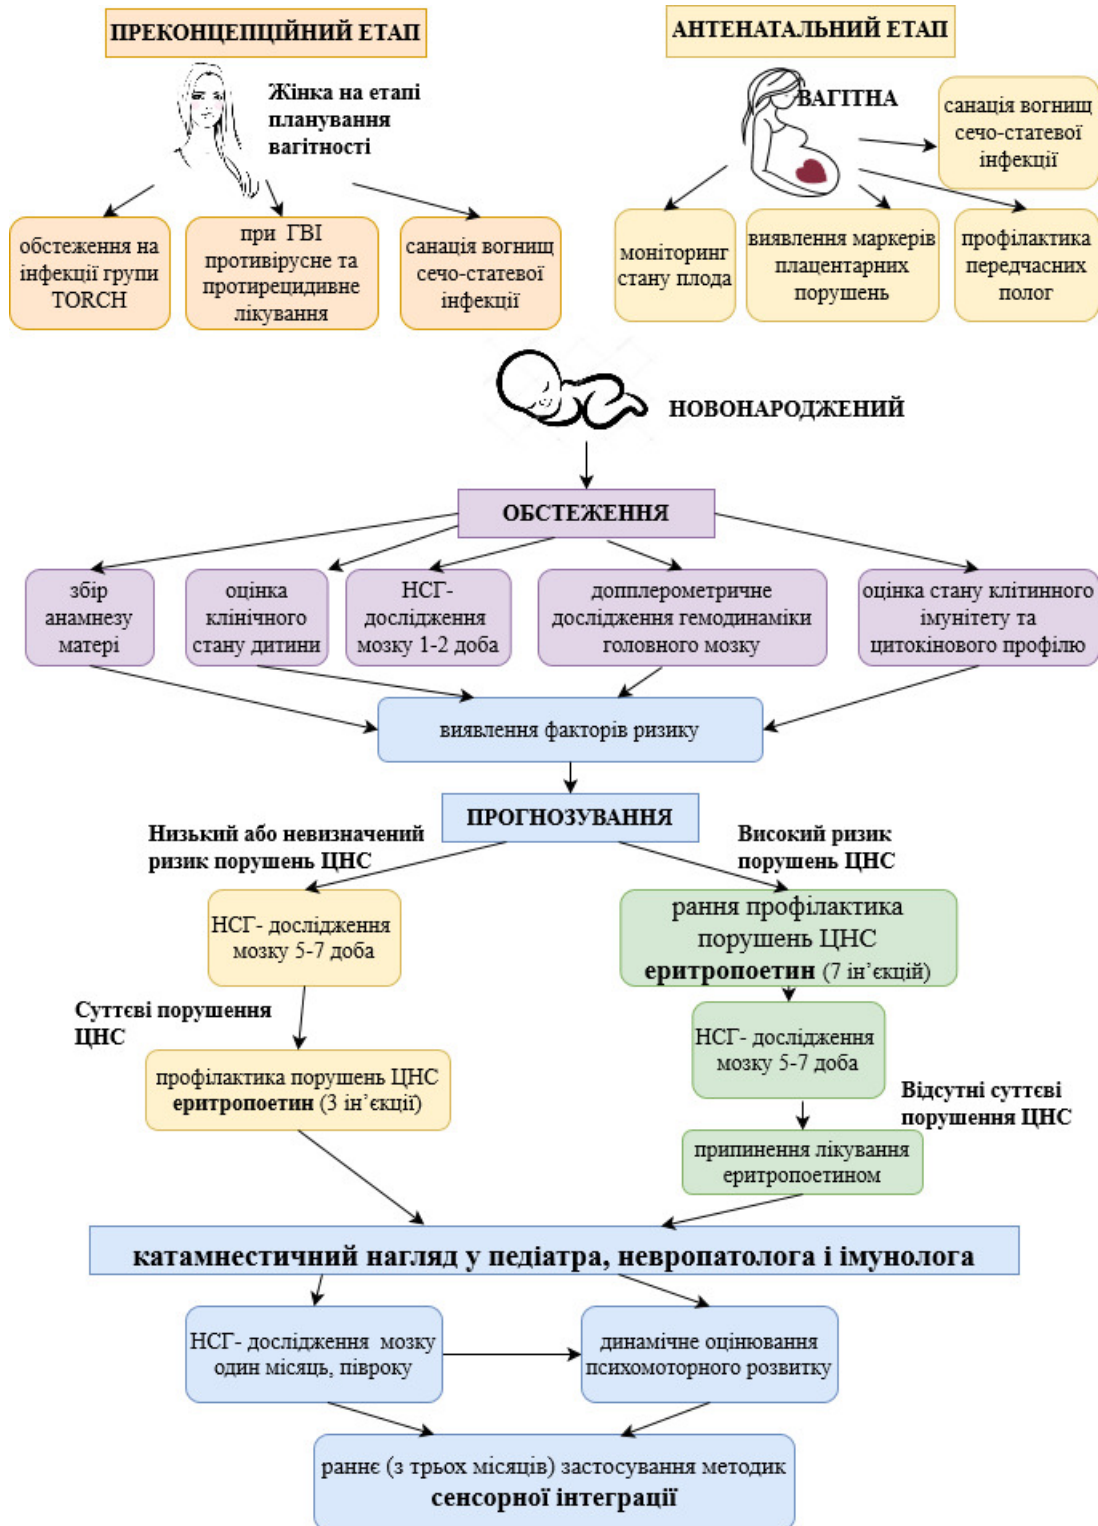 ПРЕКОНЦЕПЦІЙНИЙ ЕТАП
Жінка на етапі
планування
вагітності
обстеження на
інфекції групи
TORCH
при ГВІ
противірусне та
протирецидивне
лікування
санація вогнищ
сечо-статевої
інфекції
АНТЕНАТАЛЬНИЙ ЕТАП
ВАГІТНА
санація вогнищ
сечо-статевої
інфекції
моніторинг
стану плода
виявлення маркерів
плацентарних
порушень
профілактика
передчасних
полог
НОВОНАРОДЖЕНИЙ
ОБСТЕЖЕННЯ
збір
анамнезу
матері
оцінка
клінічного
стану дитини
НСГ-
дослідження
мозку 1-2 доба
допплерометричне
дослідження гемодинаміки
головного мозку
оцінка стану клітинного
імунітету та
цитокінового профілю
виявлення факторів ризику
ПРОГНОЗУВАННЯ
Низький або невизначений
ризик порушень ЦНС
Високий ризик
порушень ЦНС
НСГ- дослідження
мозку 5-7 доба
Суттєві порушення
ЦНС
профілактика порушень ЦНС
еритропоетин (3 ін’єкції)
рання профілактика
порушень ЦНС
еритропоетин (7 ін’єкцій)
НСГ- дослідження
мозку 5-7 доба
Відсутні суттєві
порушення ЦНС
припинення лікування
еритропоетином
катамнестичний нагляд у педіатра, невропатолога і імунолога
НСГ- дослідження мозку
один місяць, півроку
динамічне оцінювання
психомоторного розвитку
раннє (з трьох місяців) застосування методик
сенсорної інтеграції